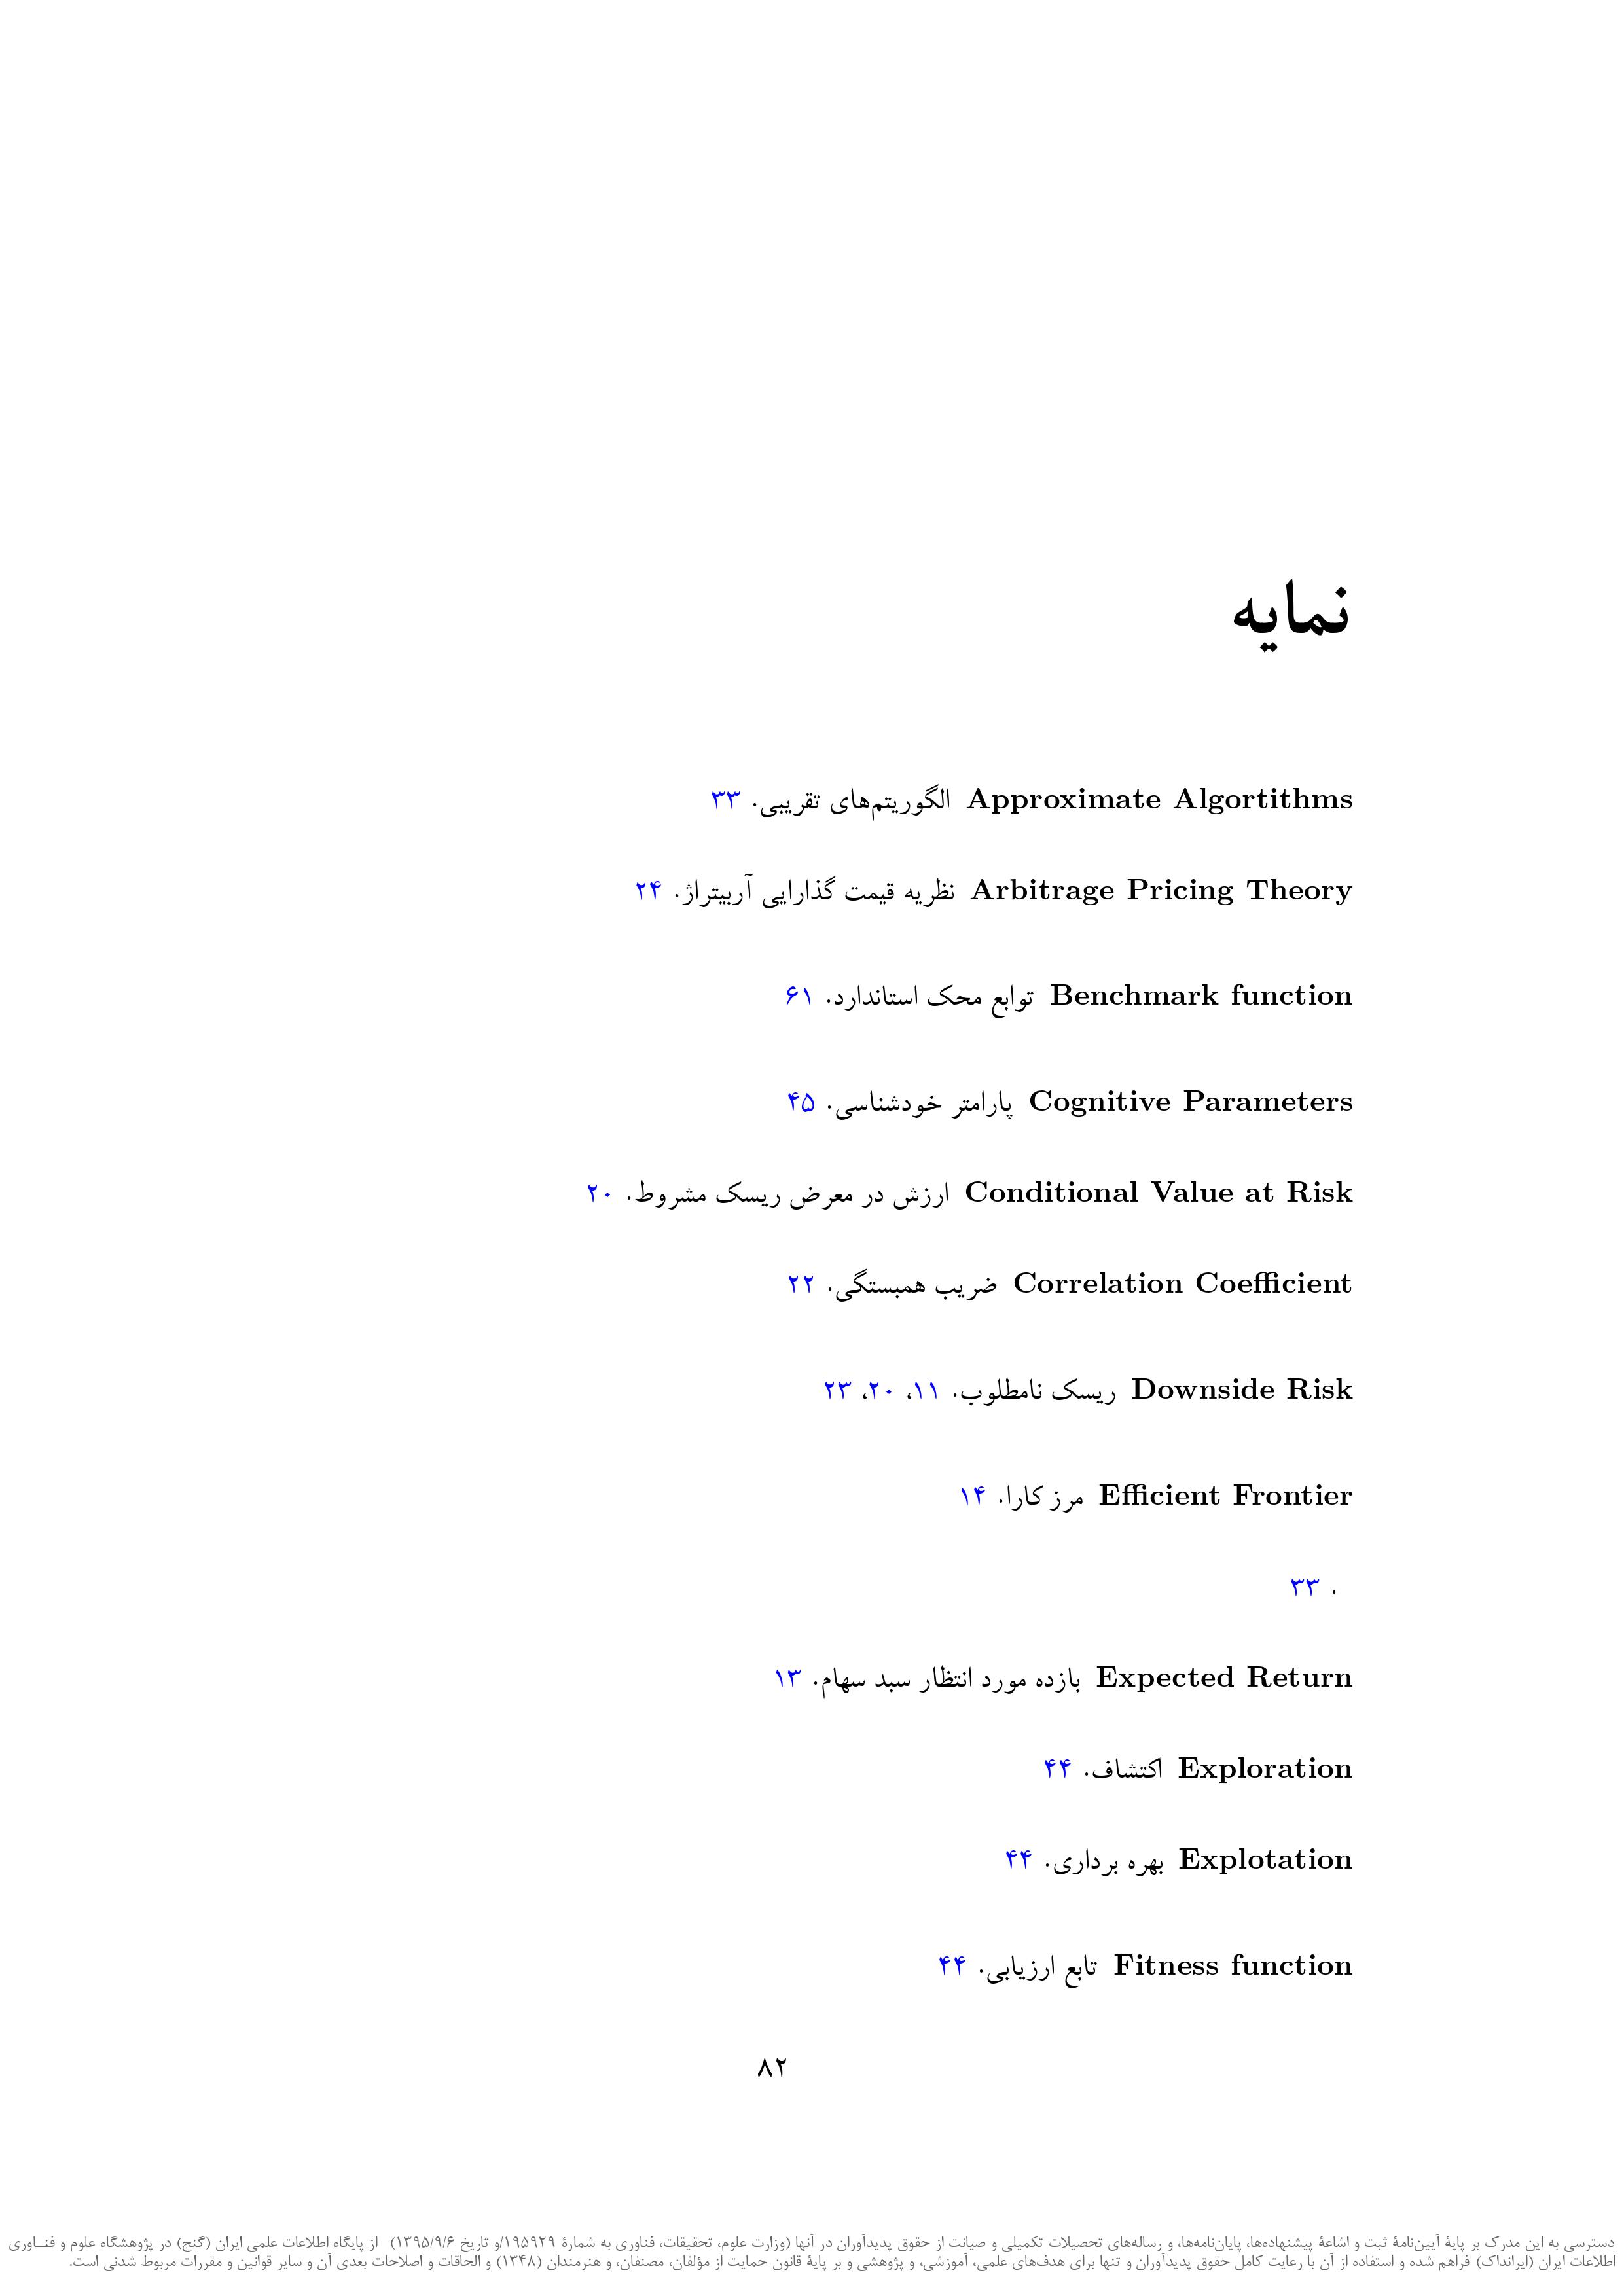 نمایه
Approximate Algortithms الگوریتم‌های تقریبی. ۳۳
Arbitrage Pricing Theory نظریه قیمت گذارایی آربیتراژ. ۲۴
Benchmark function توابع محک استاندارد. ۶۱
Cognitive Parameters پارامتر خودشناسی. ۴۵
Conditional Value at Risk ارزش در معرض ریسک مشروط. ۲۰
Correlation Coefficient ضریب همبستگی. ۲۲
Downside Risk ریسک نامطلوب. ۱۱، ۲۰، ۲۳
Efficient Frontier مرز کارا. ۱۴
. ۳۳
Expected Return بازده مورد انتظار سبد سهام. ۱۳
Exploration اکتشاف. ۴۴
Explotation بهره برداری. ۴۴
Fitness function تابع ارزیابی. ۴۴
۸۲
دسترسی به این مدرک بر پایهٔ آیین‌نامهٔ ثبت و اشاعهٔ پیشنهاده‌ها، پایان‌نامه‌ها، و رساله‌های تحصیلات تکمیلی و صیانت از حقوق پدیدآوران در آنها (وزارت علوم، تحقیقات، فناوری به شمارهٔ ۱۹۵۹۲۹/و تاریخ ۱۳۹۵/۹/۶) از پایگاه اطلاعات علمی ایران (گنج) در پژوهشگاه علوم و فنــاوری
اطلاعات ایران (ایرانداک) فراهم شده و استفاده از آن با رعایت کامل حقوق پدیدآوران و تنها برای هدف‌های علمی، آموزشی، و پژوهشی و بر پایهٔ قانون حمایت از مؤلفان، مصنفان، و هنرمندان (۱۳۴۸) و الحاقات و اصلاحات بعدی آن و سایر قوانین و مقررات مربوط شدنی است.